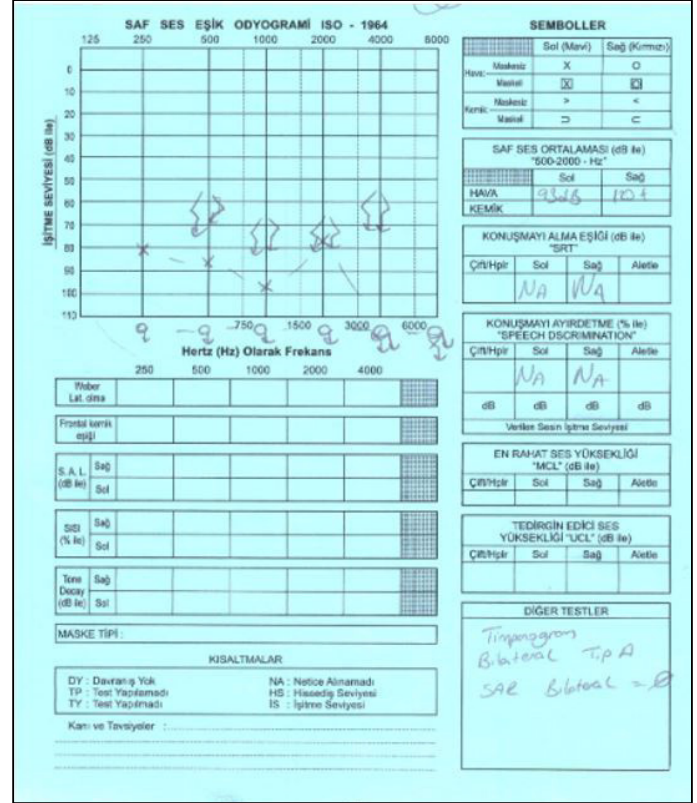 SAF SES EŞİK ODYOGRAMİ ISO - 1964
125 250 500 1000 2000 4000 8000
İŞİTME SEVİYESİ (dB ile)
0
10
20
30
40
50
60
70
80
90
100
110
750 1500 3000 6000
Hertz (Hz) Olarak Frekans
250 500 1000 2000 4000
Weber
Lat. olma
Frontal kemik
eşiği
S. A. L.
(dB ile)
Sağ
Sol
SISI
(% ile)
Sağ
Sol
Tone
Decay
(dB ile)
Sağ
Sol
MASKE TİPİ :
KISALTMALAR
DY : Davranış Yok
TP : Test Yapılamadı
TY : Test Yapılmadı
NA : Netice Alınamadı
HS : Hissediş Seviyesi
İS : İşitme Seviyesi
Kanı ve Tavsiyeler :
SEMBOLLER
Sol (Mavi) Sağ (Kırmızı)
Hava: Maskesiz X O
Maskeli
Kemik Maskesiz > <
Maskeli ⊃ ⊂
SAF SES ORTALAMASI (dB ile)
"500-2000 - Hz"
Sol Sağ
HAVA 93dB 120+
KEMİK
KONUŞMAYI ALMA EŞİĞİ (dB ile)
"SRT"
Çift/Hplr Sol Sağ Aletle
NA NA
KONUŞMAYI AYIRDETME (% ile)
"SPEECH DSCRIMINATION"
Çift/Hplr Sol Sağ Aletle
NA NA
dB dB dB dB
Verilen Sesin İşitme Seviyesi
EN RAHAT SES YÜKSEKLİĞİ
"MCL" (dB ile)
Çift/Hplr Sol Sağ Aletle
TEDİRGİN EDİCİ SES
YÜKSEKLİĞİ "UCL" (dB ile)
Çift/Hplr Sol Sağ Aletle
DİĞER TESTLER
Timpanogram
Bilateral Tip A
SAR Bilateral = Ø